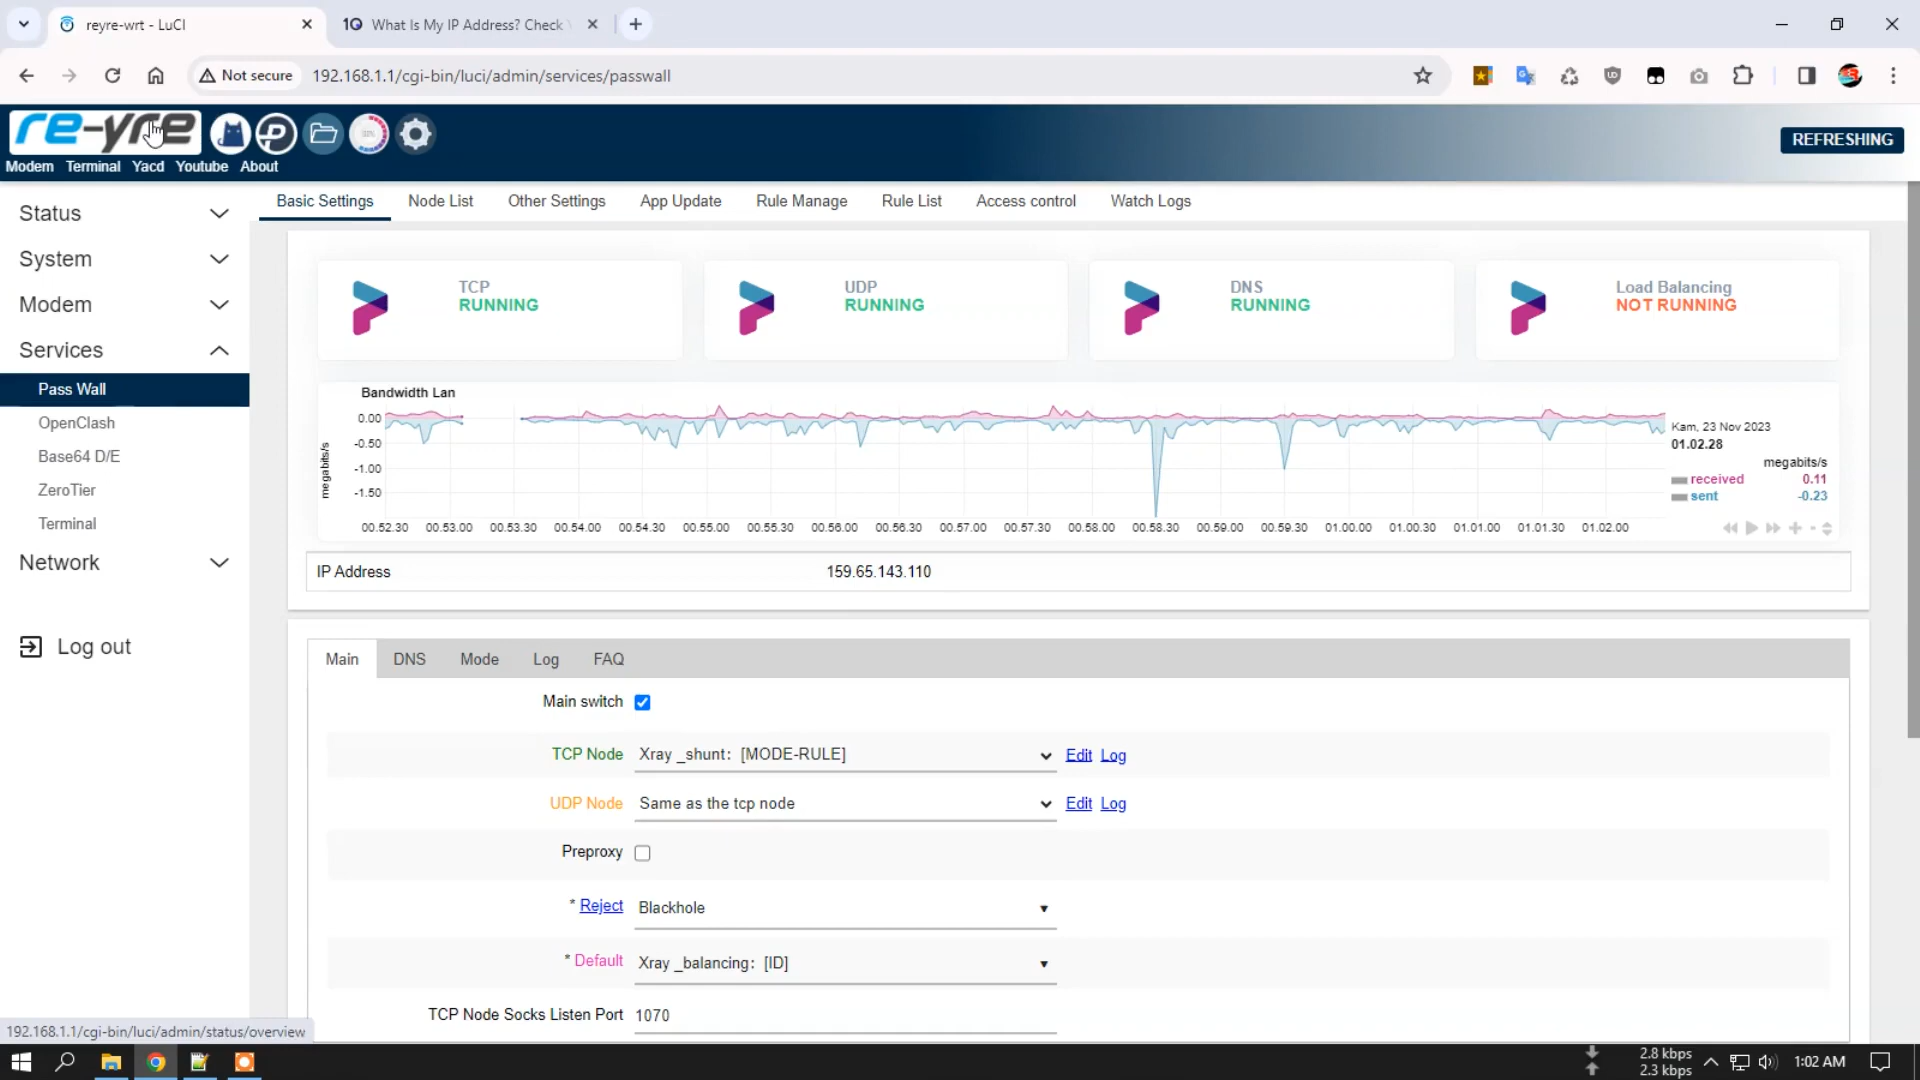 reyre-wrt - LuCI
What Is My IP Address? Check
Not secure
192.168.1.1/cgi-bin/luci/admin/services/passwall
re-yre
Modem Terminal Yacd Youtube About
REFRESHING
Status
System
Modem
Services
Pass Wall
OpenClash
Base64 D/E
ZeroTier
Terminal
Network
Log out
Basic Settings Node List Other Settings App Update Rule Manage Rule List Access control Watch Logs
TCP
RUNNING
UDP
RUNNING
DNS
RUNNING
Load Balancing
NOT RUNNING
Bandwidth Lan
megabits/s
0.00
-0.50
-1.00
-1.50
00.52.30 00.53.00 00.53.30 00.54.00 00.54.30 00.55.00 00.55.30 00.56.00 00.56.30 00.57.00 00.57.30 00.58.00 00.58.30 00.59.00 00.59.30 01.00.00 01.00.30 01.01.00 01.01.30 01.02.00
Kam, 23 Nov 2023
01.02.28
megabits/s
received 0.11
sent -0.23
IP Address 159.65.143.110
Main DNS Mode Log FAQ
Main switch
TCP Node Xray _shunt: [MODE-RULE] Edit Log
UDP Node Same as the tcp node Edit Log
Preproxy
* Reject Blackhole
* Default Xray _balancing: [ID]
TCP Node Socks Listen Port 1070
192.168.1.1/cgi-bin/luci/admin/status/overview
2.8 kbps
2.3 kbps
1:02 AM